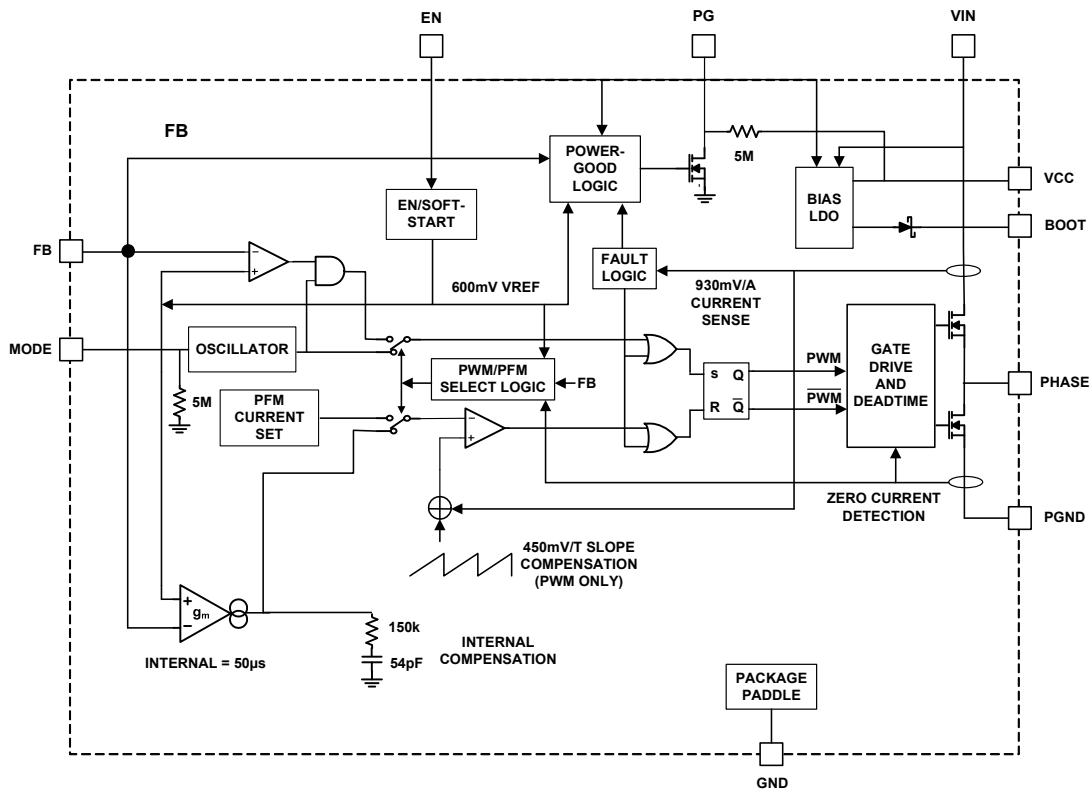 EN
PG
VIN
FB
POWER-
GOOD
LOGIC
5M
BIAS
LDO
VCC
BOOT
EN/SOFT-
START
FB
FAULT
LOGIC
600mV VREF
930mV/A
CURRENT
SENSE
MODE
OSCILLATOR
PWM/PFM
SELECT LOGIC
FB
S Q
R Q
PWM
PWM
GATE
DRIVE
AND
DEADTIME
PHASE
5M
PFM
CURRENT
SET
ZERO CURRENT
DETECTION
PGND
450mV/T SLOPE
COMPENSATION
(PWM ONLY)
+
-
+
-
+
-
gm
150k
54pF
INTERNAL
COMPENSATION
INTERNAL = 50µs
PACKAGE
PADDLE
GND